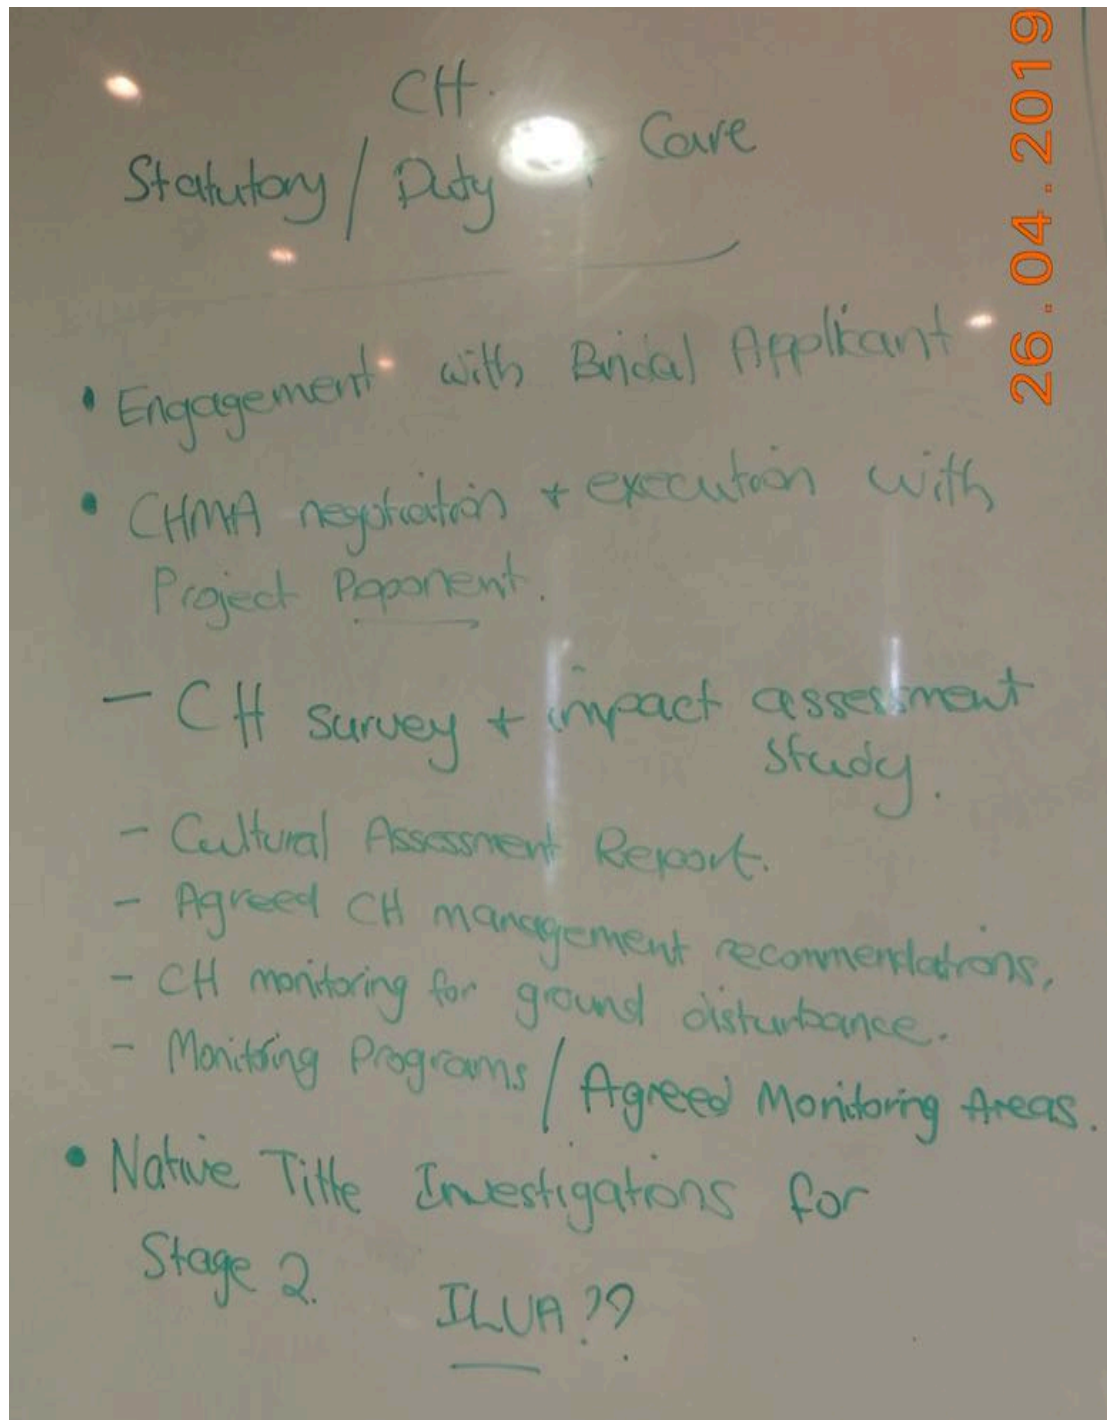 CH.
Statutory / Duty Care
• Engagement with Bindal Applicant
• CHMA negotiation + execution with
Project Poponent.
- CH survey + impact assessment
study.
- Cultural Assessment Report.
- Agreed CH management recommendations.
- CH monitoring for ground disturbance.
- Monitoring Programs / Agreed Monitoring Areas.
• Native Title Investigations for
Stage 2.
ILUA ??
26.04.2019